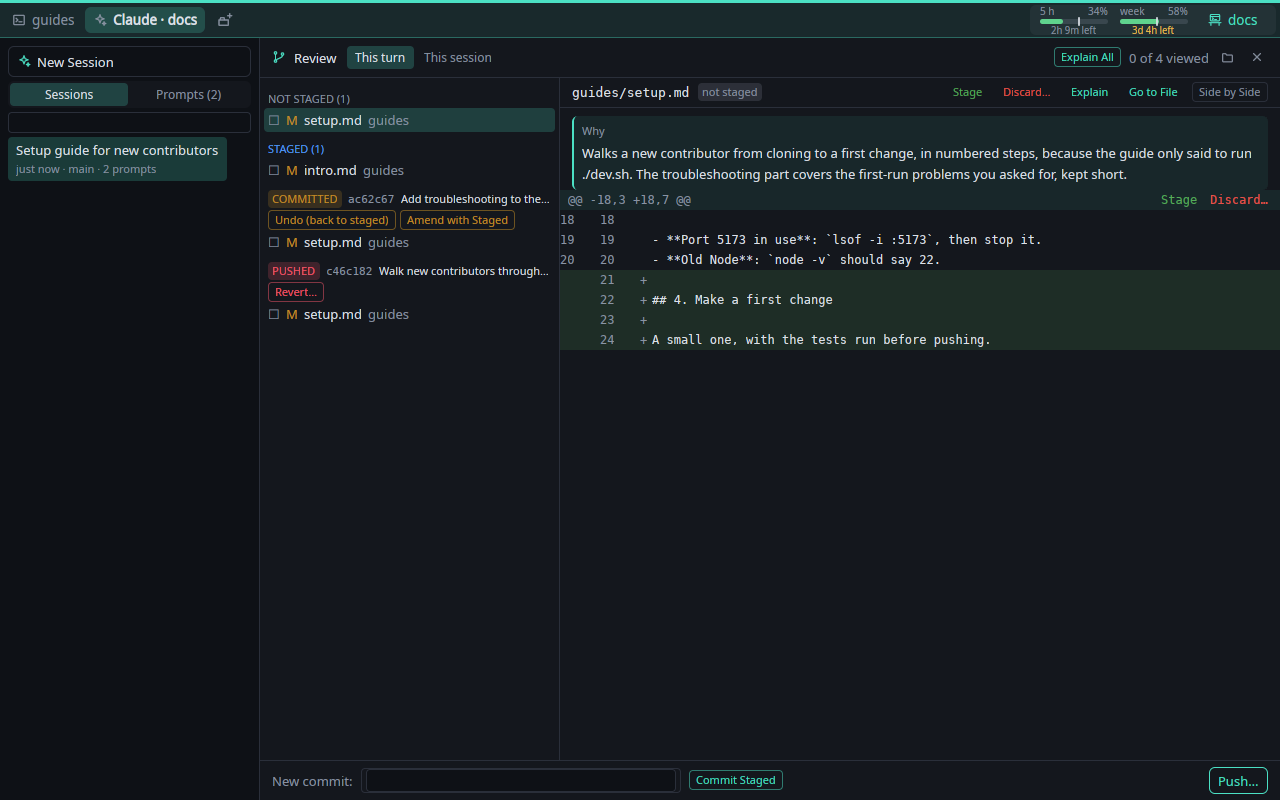 guides
Claude · docs
5 h 34%
2h 9m left
week 58%
3d 4h left
docs
New Session
Sessions
Prompts (2)
Setup guide for new contributors
just now · main · 2 prompts
Review
This turn
This session
Explain All
0 of 4 viewed
NOT STAGED (1)
M setup.md guides
STAGED (1)
M intro.md guides
COMMITTED ac62c67 Add troubleshooting to the…
Undo (back to staged)
Amend with Staged
M setup.md guides
PUSHED c46c182 Walk new contributors through…
Revert…
M setup.md guides
guides/setup.md
not staged
Stage
Discard…
Explain
Go to File
Side by Side
Why
Walks a new contributor from cloning to a first change, in numbered steps, because the guide only said to run
./dev.sh. The troubleshooting part covers the first-run problems you asked for, kept short.
@@ -18,3 +18,7 @@
Stage
Discard…
18 18
19 19 - **Port 5173 in use**: `lsof -i :5173`, then stop it.
20 20 - **Old Node**: `node -v` should say 22.
21 +
22 + ## 4. Make a first change
23 +
24 + A small one, with the tests run before pushing.
New commit:
Commit Staged
Push…